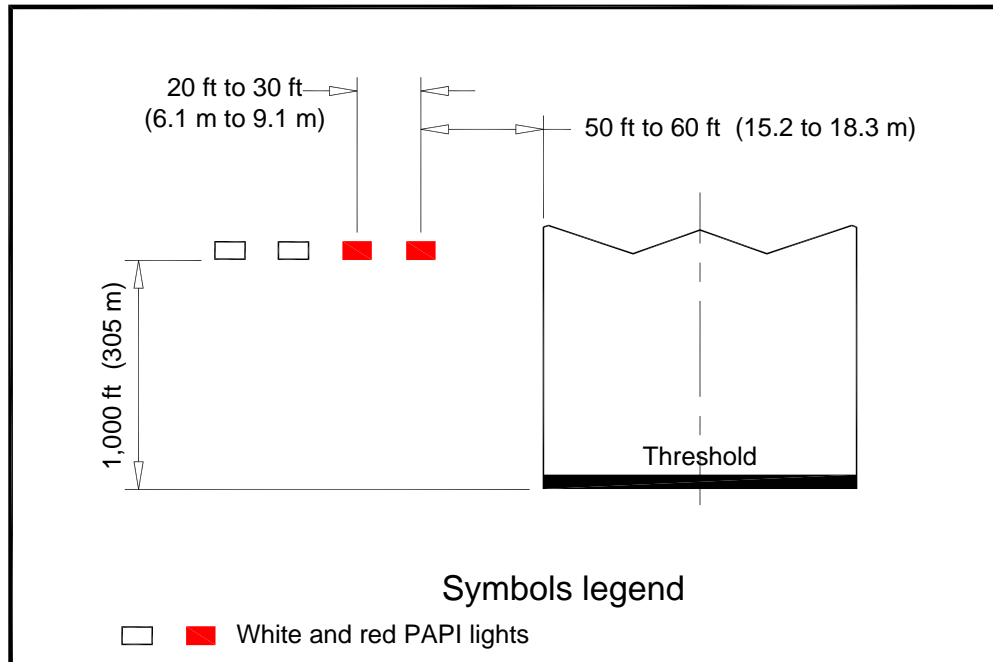 20 ft to 30 ft
(6.1 m to 9.1 m)
50 ft to 60 ft (15.2 to 18.3 m)
1,000 ft (305 m)
Threshold
Symbols legend
White and red PAPI lights